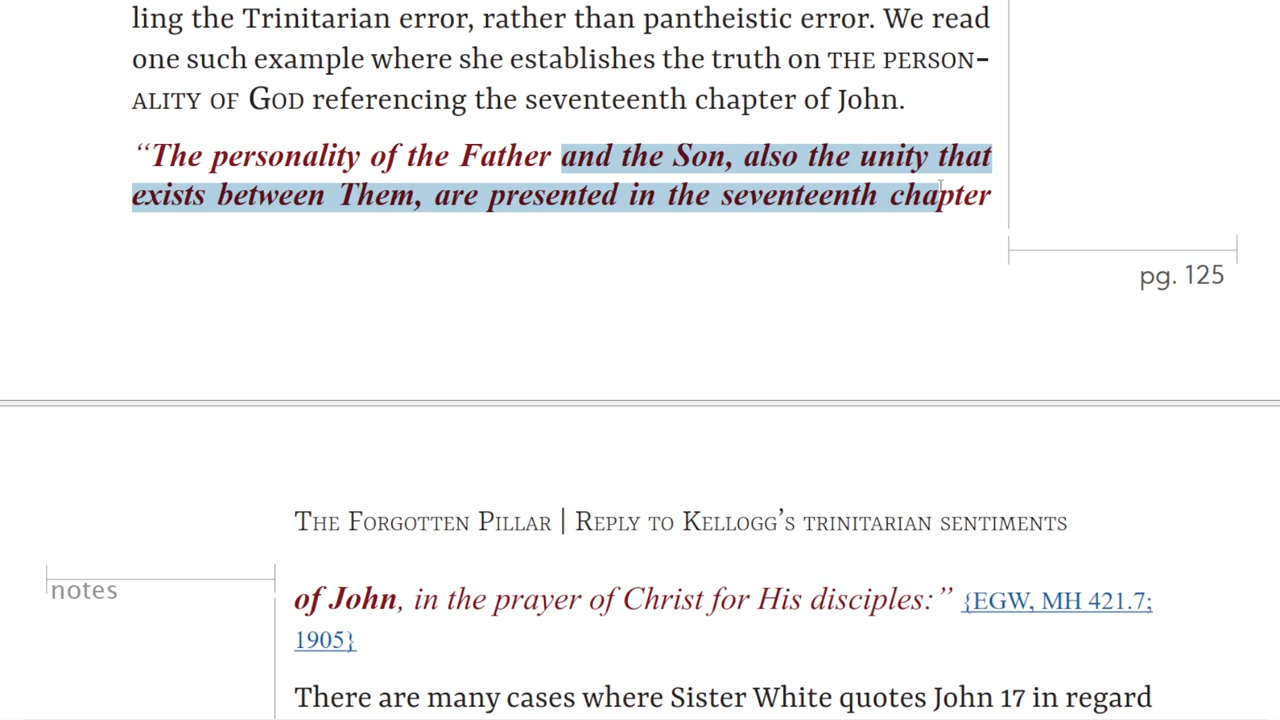 ling the Trinitarian error, rather than pantheistic error. We read
one such example where she establishes the truth on THE PERSON-
ALITY OF GOD referencing the seventeenth chapter of John.
“The personality of the Father and the Son, also the unity that
exists between Them, are presented in the seventeenth chapter
pg. 125
The Forgotten Pillar | Reply to Kellogg’s trinitarian sentiments
notes
of John, in the prayer of Christ for His disciples:” {EGW, MH 421.7;
1905}
There are many cases where Sister White quotes John 17 in regard